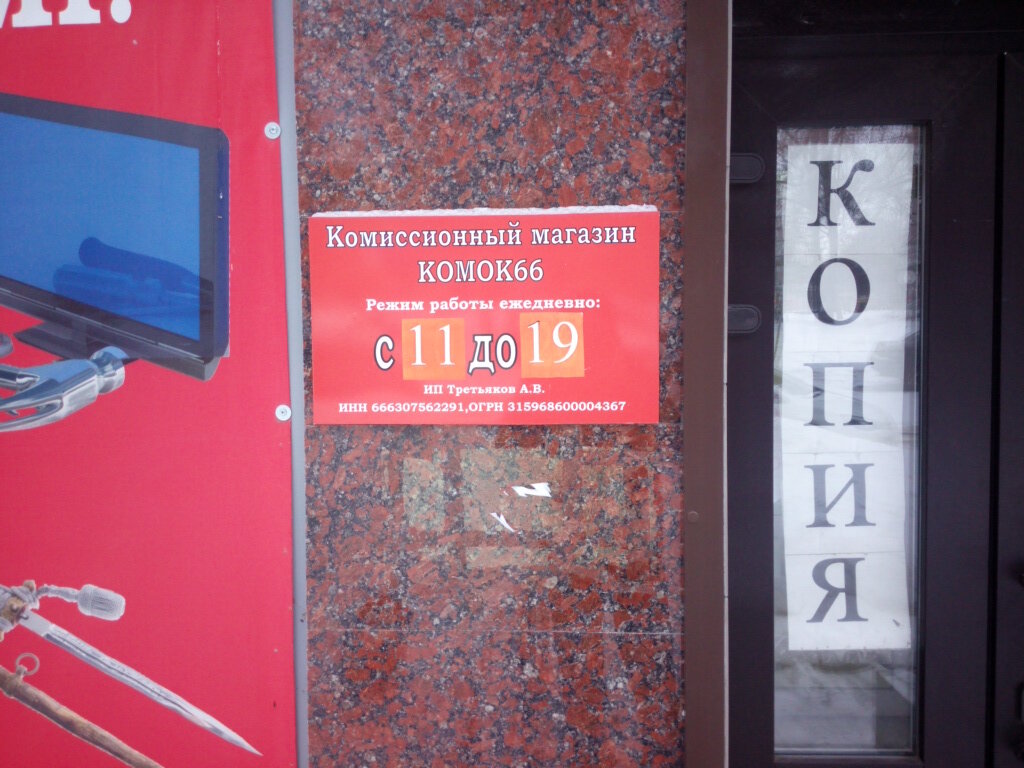 Комиссионный магазин
КОМОК66
Режим работы ежедневно:
с 11 до 19
ИП Третьяков А.В.
ИНН 666307562291,ОГРН 315968600004367
К
О
П
И
Я